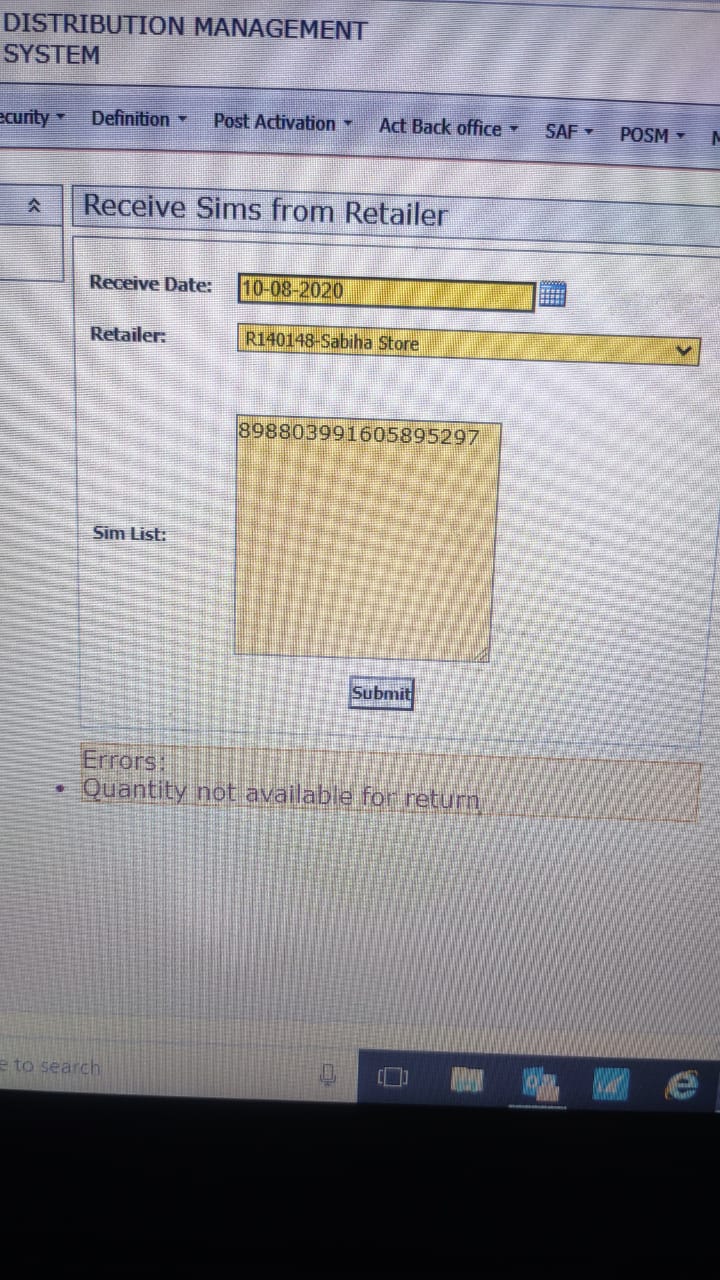 DISTRIBUTION MANAGEMENT
SYSTEM
ecurity Definition Post Activation Act Back office SAF POSM
Receive Sims from Retailer
Receive Date: 10-08-2020
Retailer: R140148-Sabiha Store
898803991605895297
Sim List:
Submit
Errors:
• Quantity not available for return
e to search